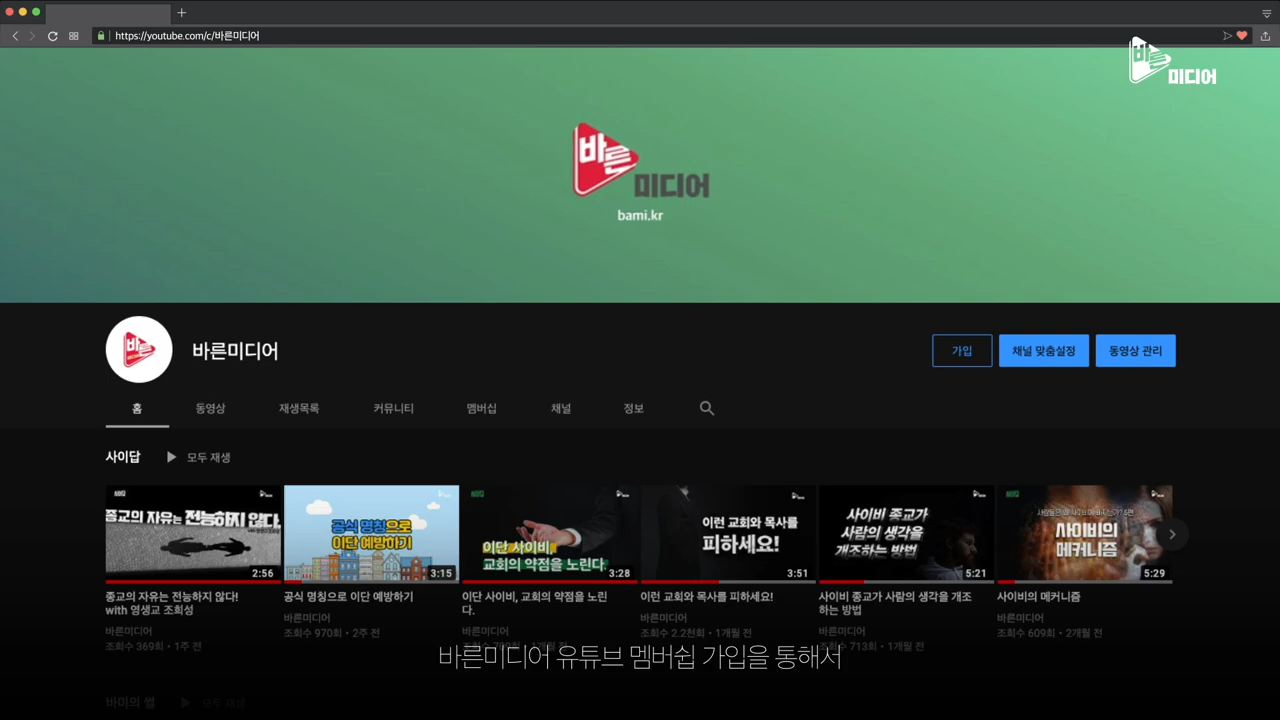 https://youtube.com/c/바른미디어
바른
미디어
바른
미디어
bami.kr
바른미디어
가입
채널 맞춤설정
동영상 관리
홈
동영상
재생목록
커뮤니티
멤버십
채널
정보
사이답
모두 재생
종교의 자유는 전능하지 않다.
2:56
공식 명칭으로
이단 예방하기
3:15
이단 사이비,
교회의 약점을 노린다.
3:28
이런 교회와 목사를
피하세요!
3:51
사이비 종교가
사람의 생각을
개조하는 방법
5:21
사이비의
메커니즘
5:29
종교의 자유는 전능하지 않다!
with 영생교 조희성
바른미디어
조회수 369회 • 1주 전
공식 명칭으로 이단 예방하기
바른미디어
조회수 970회 • 2주 전
이단 사이비, 교회의 약점을 노린
다.
바른미디어
이런 교회와 목사를 피하세요!
바른미디어
조회수 2.2천회 • 1개월 전
사이비 종교가 사람의 생각을 개조
하는 방법
바른미디어
조회수 713회 • 1개월 전
사이비의 메커니즘
바른미디어
조회수 609회 • 2개월 전
바른미디어 유튜브 멤버쉽 가입을 통해서
바미의 썰
모두 재생